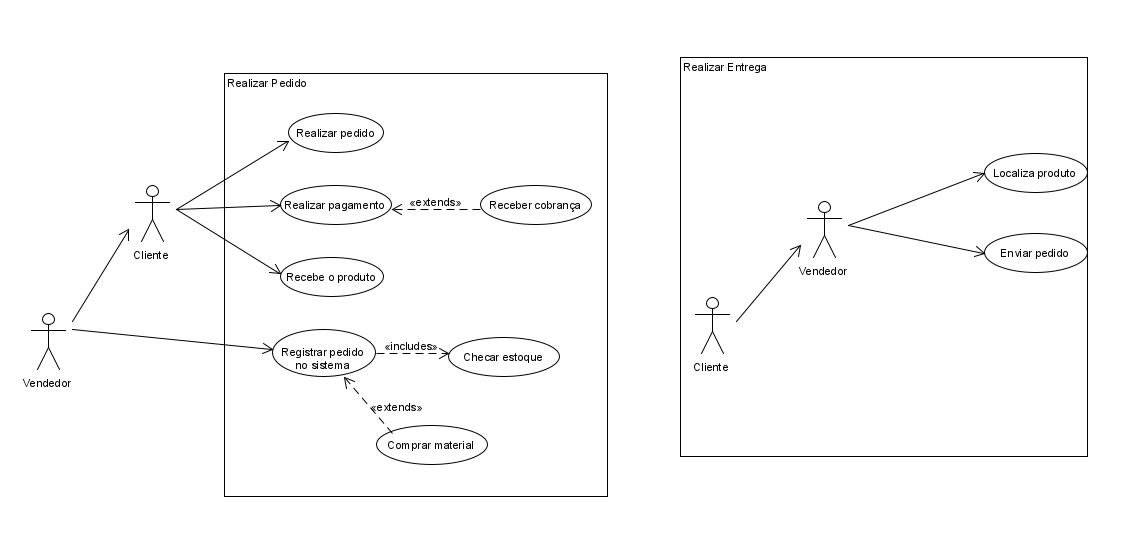 Realizar Pedido
Realizar pedido
Realizar pagamento
«extends»
Receber cobrança
Cliente
Recebe o produto
Vendedor
Registrar pedido
no sistema
«includes»
Checar estoque
«extends»
Comprar material
Realizar Entrega
Localiza produto
Vendedor
Enviar pedido
Cliente